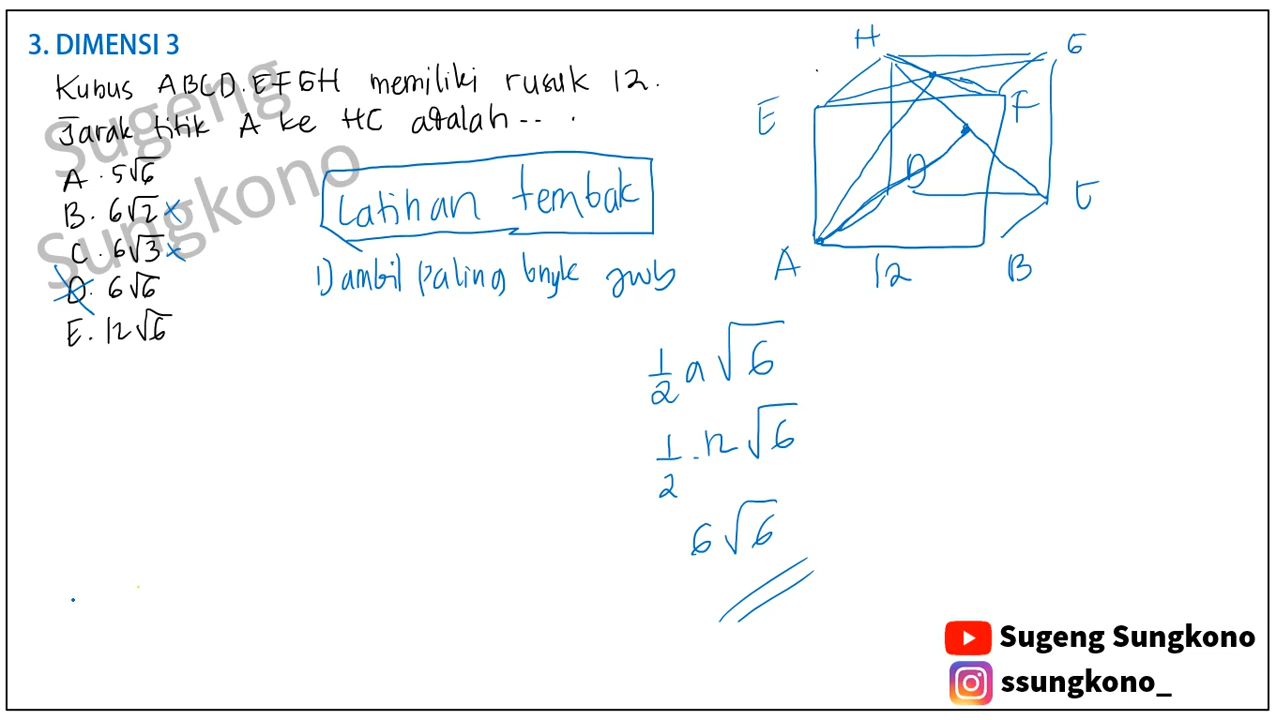 3. DIMENSI 3
Kubus ABCD.EFGH memiliki rusuk 12.
Jarak titik A ke HC adalah --- .
A. 5√6
B. 6√2 ×
C. 6√3 ×
D. 6√6
E. 12√6
Sugeng
Sungkono
Latihan tembak
1) ambil paling bnyk jwb
H
G
E
F
D
A
12
B
1/2 a √6
1/2 . 12 √6
6 √6
Sugeng Sungkono
ssungkono_